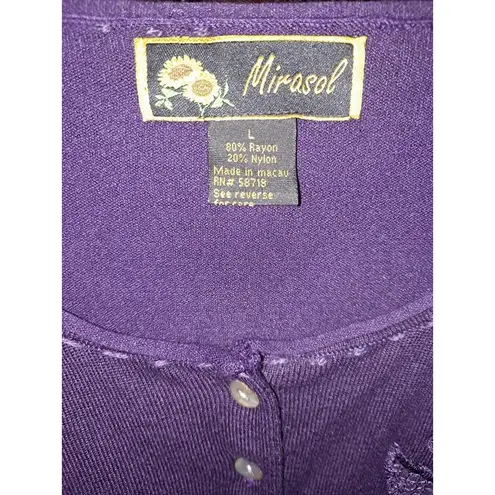 Mirasol
L
80% Rayon
20% Nylon
Made in macau
RN# 58718
See reverse
for care